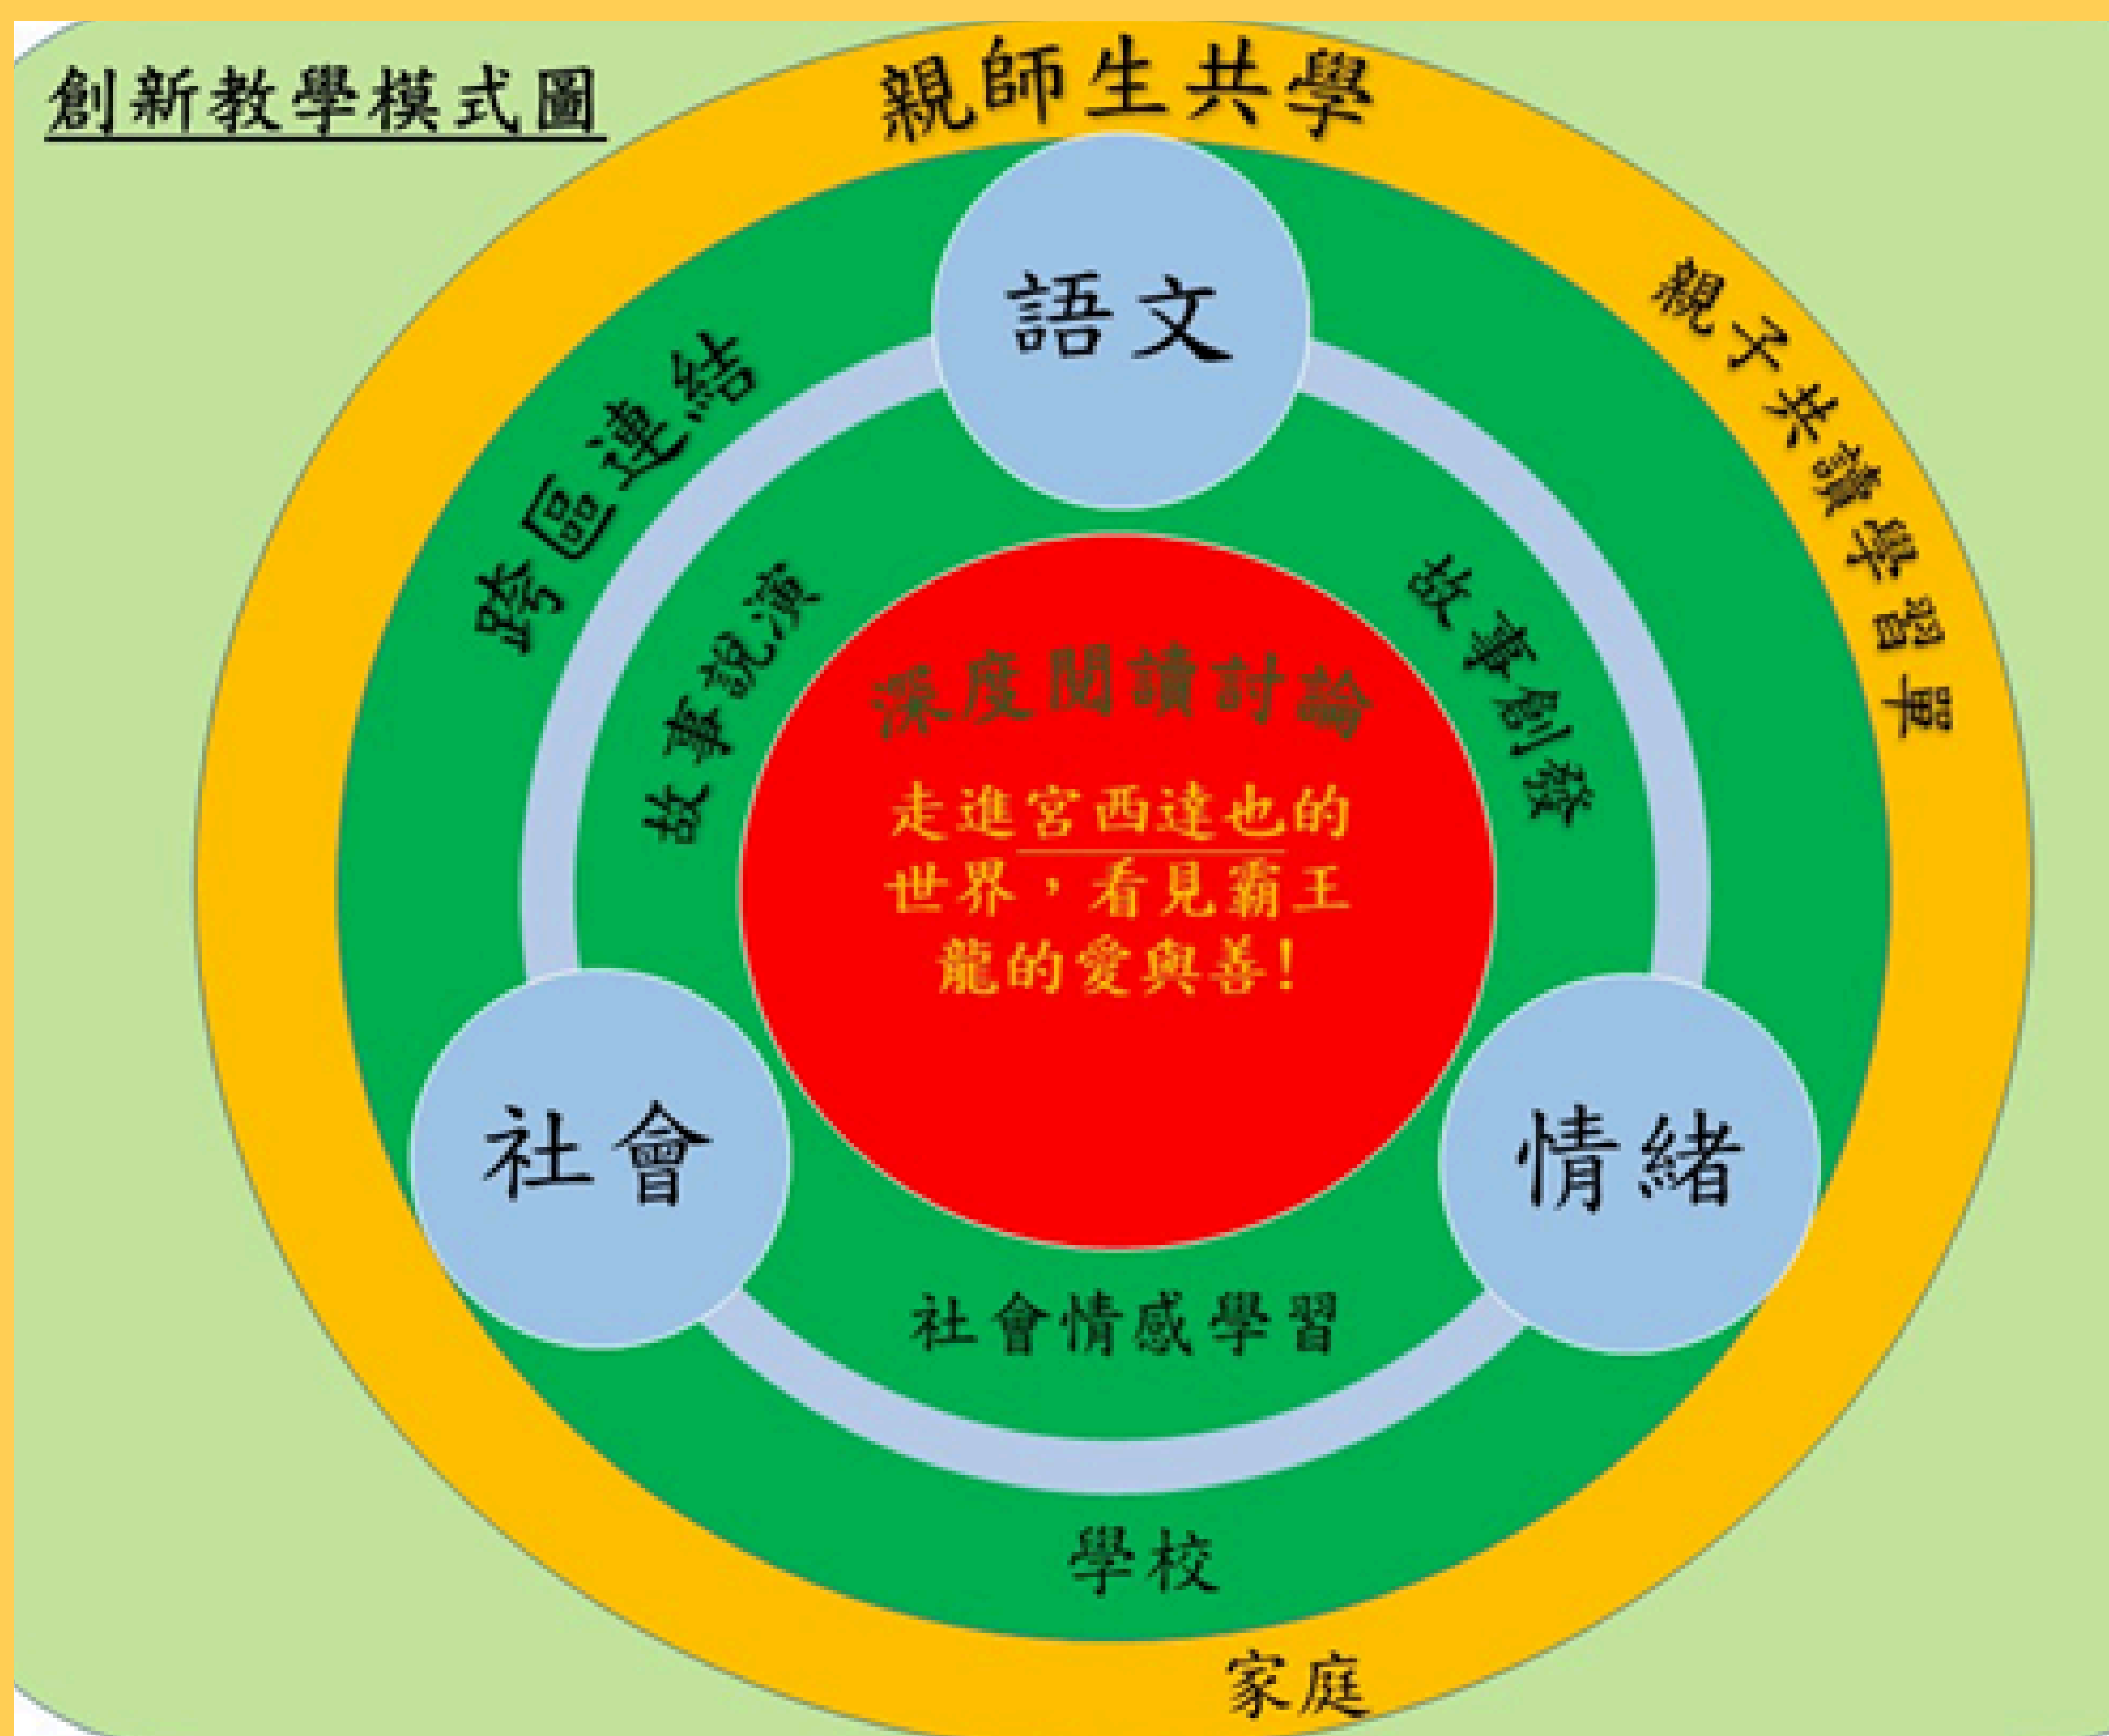 創新教學模式圖
親師生共學
親子共讀學習單
語文
跨區連結
故事說演
故事創發
深度閱讀討論
走進宮西達也的
世界，看見霸王
龍的愛與善!
社會
情緒
社會情感學習
學校
家庭